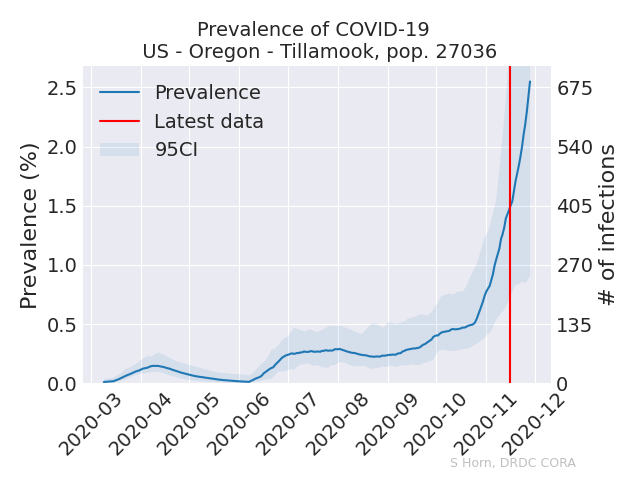 Prevalence of COVID-19
US - Oregon - Tillamook, pop. 27036
Prevalence
Latest data
95CI
Prevalence (%)
2.5
2.0
1.5
1.0
0.5
0.0
675
540
405
270
135
0
# of infections
2020-03
2020-04
2020-05
2020-06
2020-07
2020-08
2020-09
2020-10
2020-11
2020-12
S Horn, DRDC CORA